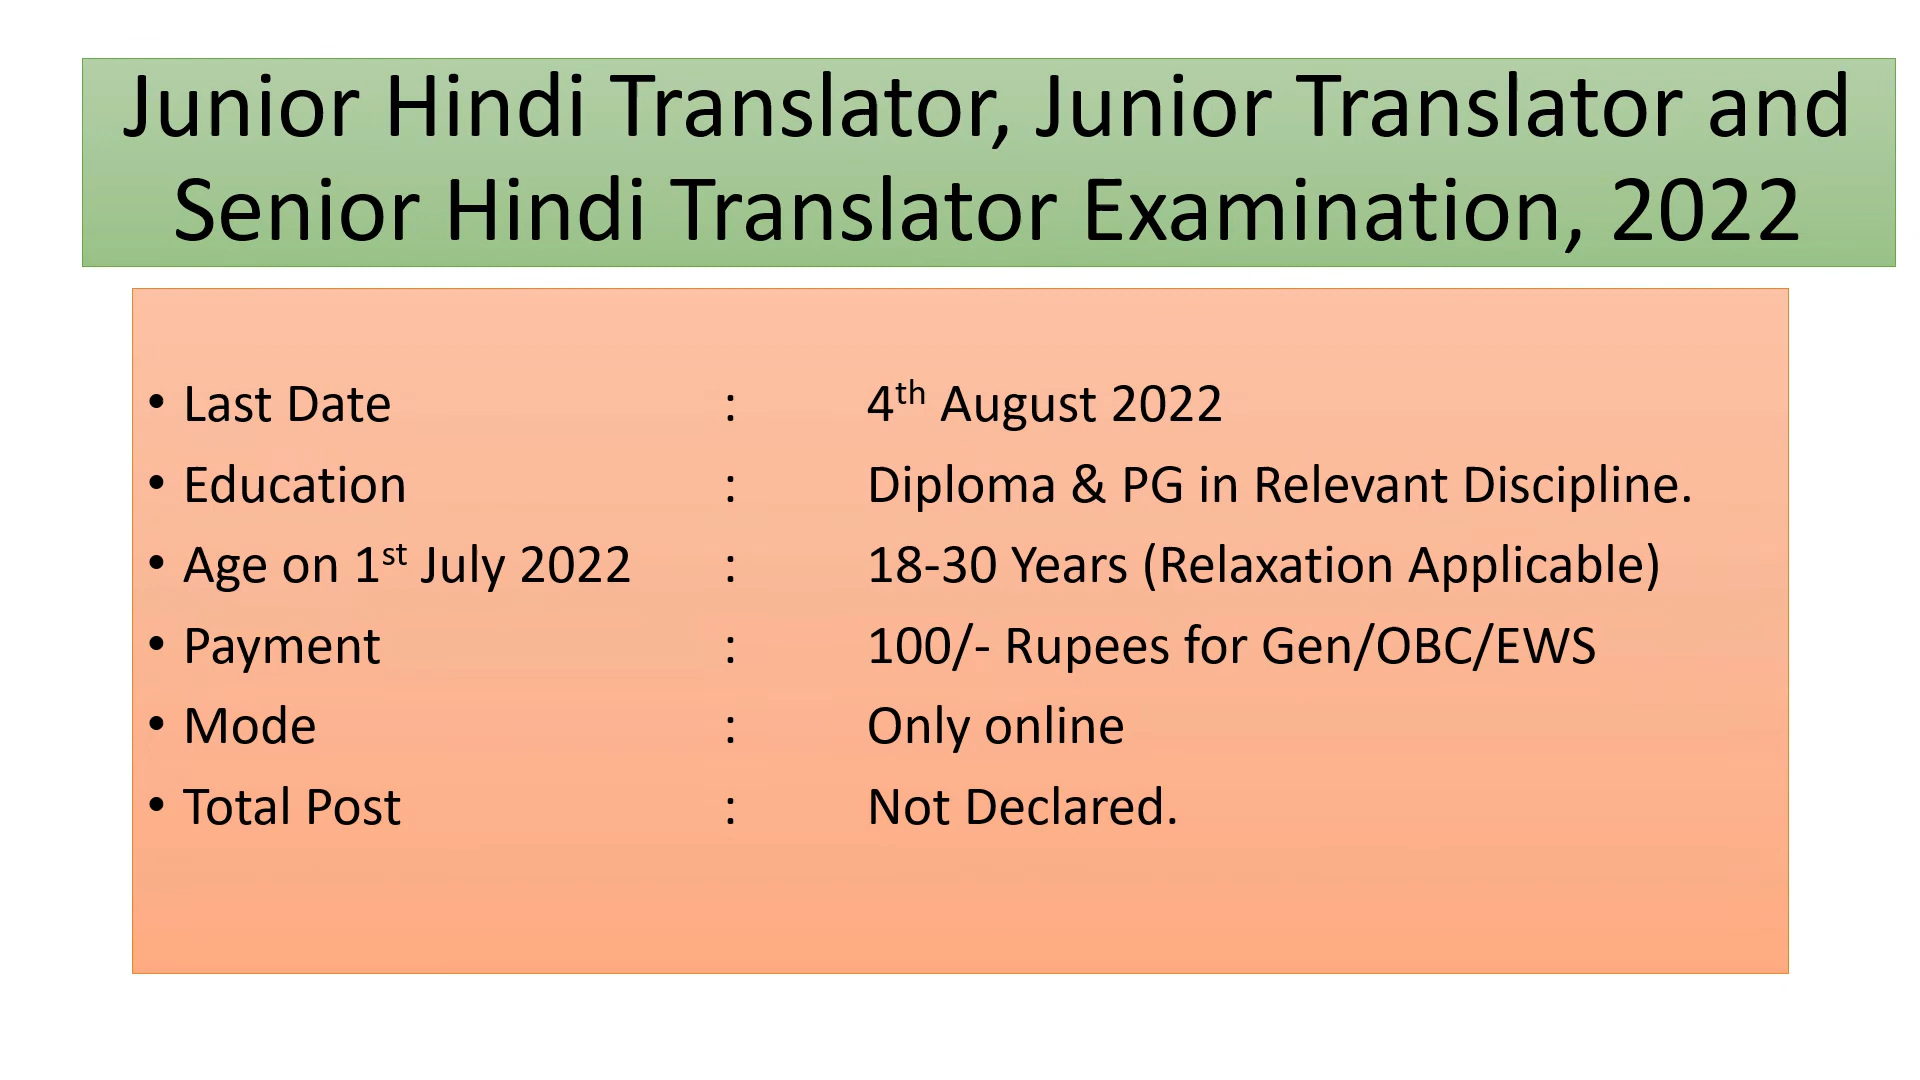 Junior Hindi Translator, Junior Translator and
Senior Hindi Translator Examination, 2022
• Last Date : 4th August 2022
• Education : Diploma & PG in Relevant Discipline.
• Age on 1st July 2022 : 18-30 Years (Relaxation Applicable)
• Payment : 100/- Rupees for Gen/OBC/EWS
• Mode : Only online
• Total Post : Not Declared.